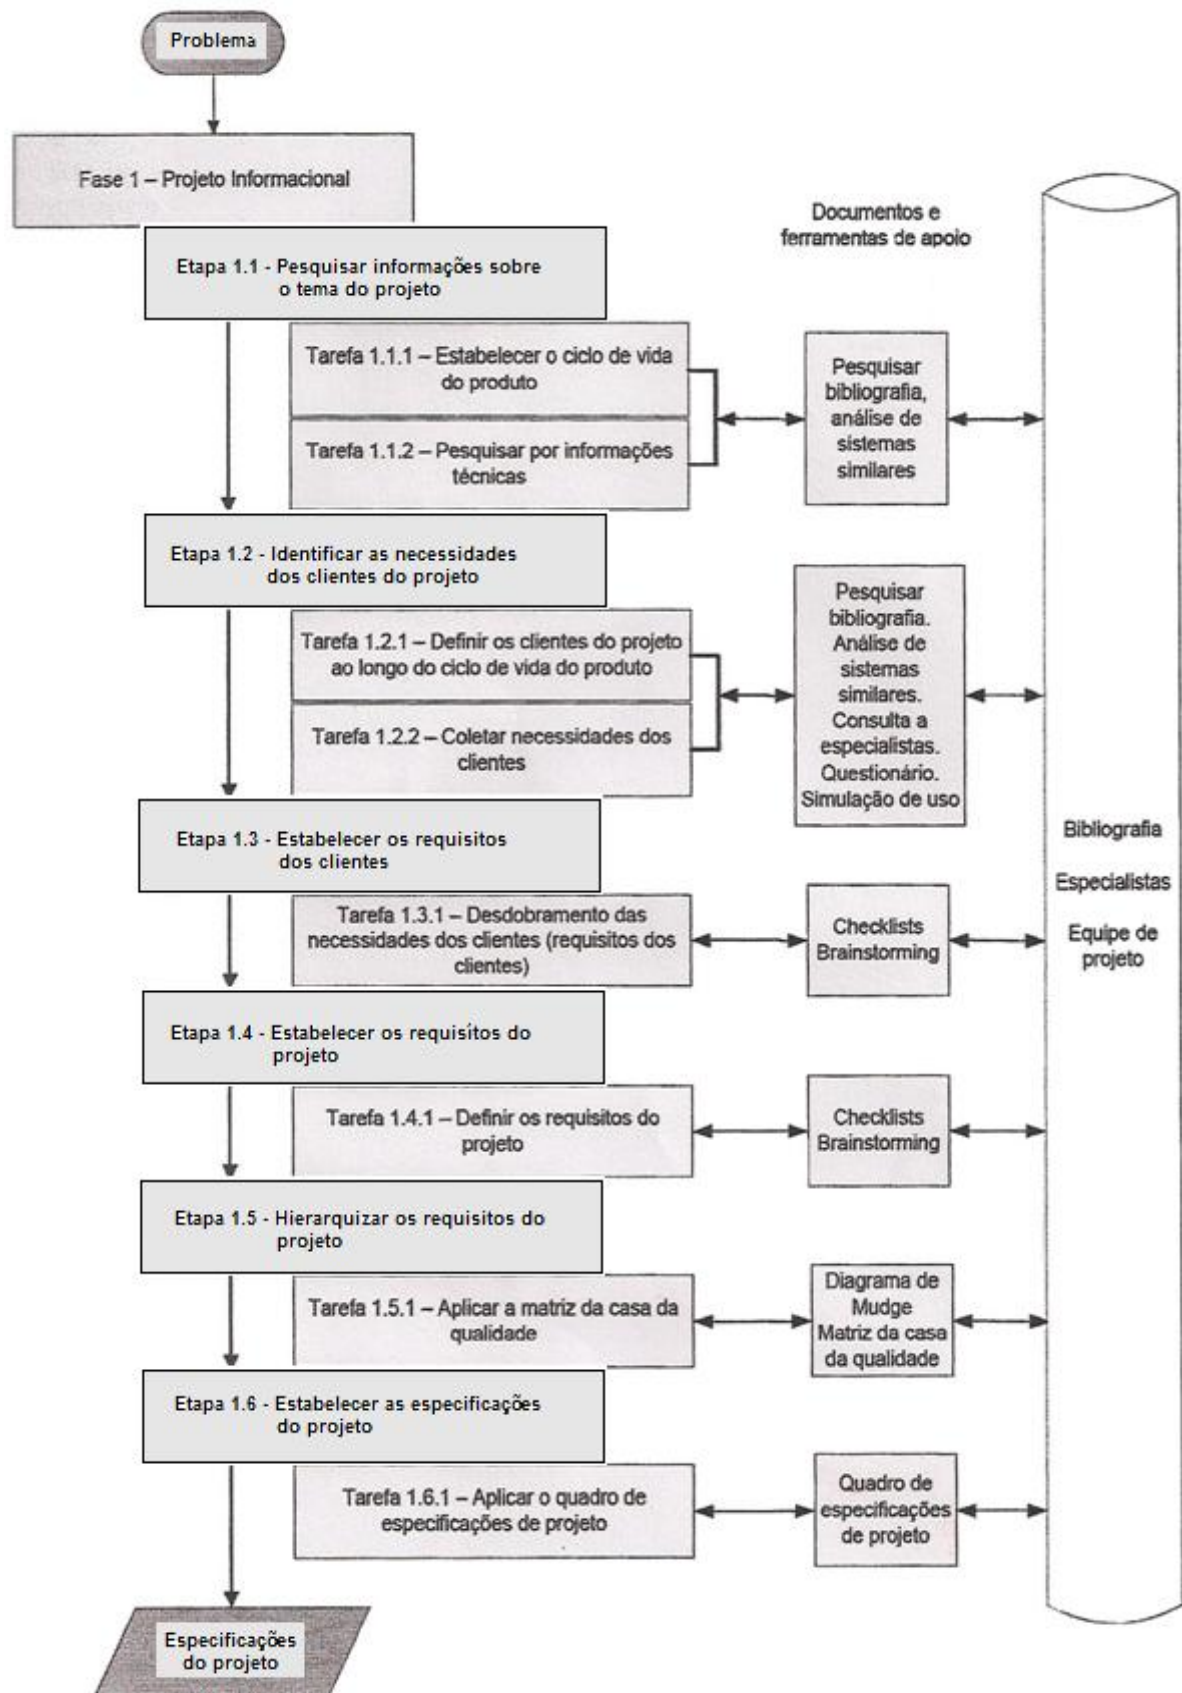 Problema
Fase 1 – Projeto Informacional
Documentos e
ferramentas de apoio
Etapa 1.1 - Pesquisar informações sobre
o tema do projeto
Tarefa 1.1.1 – Estabelecer o ciclo de vida
do produto
Tarefa 1.1.2 – Pesquisar por informações
técnicas
Pesquisar
bibliografia,
análise de
sistemas
similares
Etapa 1.2 - Identificar as necessidades
dos clientes do projeto
Tarefa 1.2.1 – Definir os clientes do projeto
ao longo do ciclo de vida do produto
Tarefa 1.2.2 – Coletar necessidades dos
clientes
Pesquisar
bibliografia.
Análise de
sistemas
similares.
Consulta a
especialistas.
Questionário.
Simulação de uso
Etapa 1.3 - Estabelecer os requisitos
dos clientes
Tarefa 1.3.1 – Desdobramento das
necessidades dos clientes (requisitos dos
clientes)
Checklists
Brainstorming
Etapa 1.4 - Estabelecer os requisítos do
projeto
Tarefa 1.4.1 – Definir os requisitos do
projeto
Checklists
Brainstorming
Etapa 1.5 - Hierarquizar os requisitos do
projeto
Tarefa 1.5.1 – Aplicar a matriz da casa da
qualidade
Diagrama de
Mudge
Matriz da casa
da qualidade
Etapa 1.6 - Estabelecer as especificações
do projeto
Tarefa 1.6.1 – Aplicar o quadro de
especificações de projeto
Quadro de
especificações
de projeto
Bibliografia
Especialistas
Equipe de
projeto
Especificações
do projeto